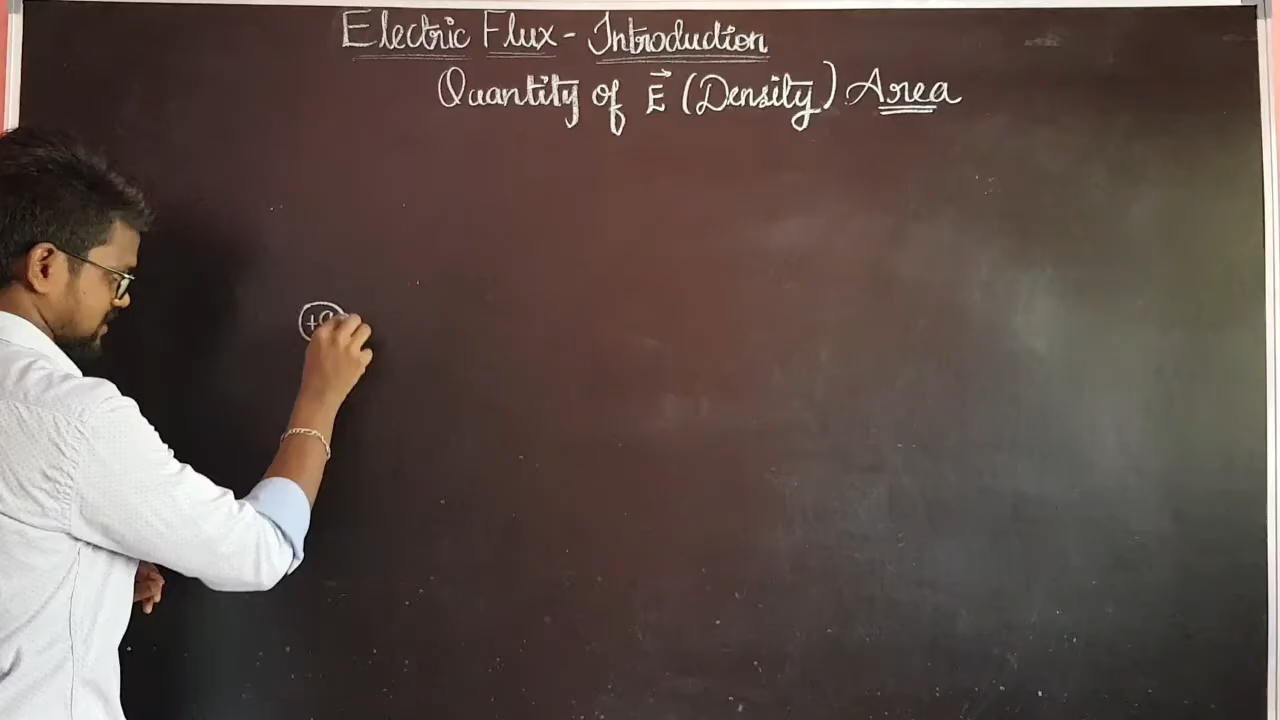 Electric Flux - Introduction
Quantity of E⃗ (Density) Area
+q